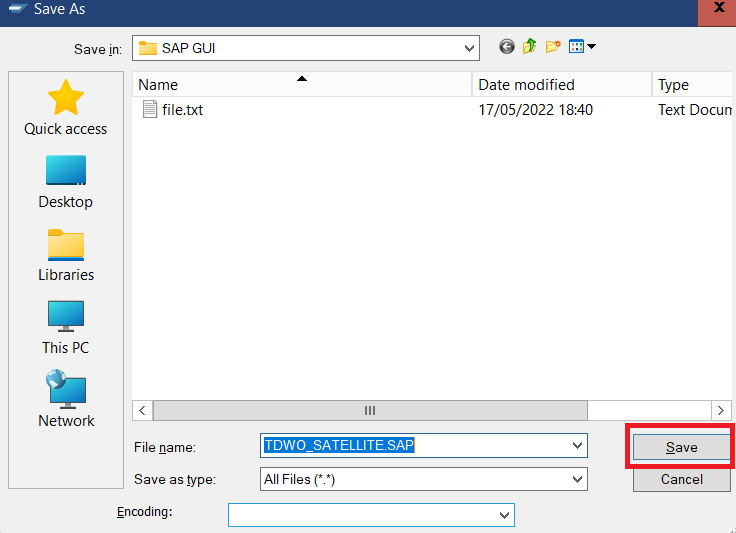 Save As
Save in:
SAP GUI
Name
Date modified
Type
file.txt
17/05/2022 18:40
Text Docum
Quick access
Desktop
Libraries
This PC
Network
File name:
TDWO_SATELLITE.SAP
Save
Save as type:
All Files (*.*)
Cancel
Encoding: